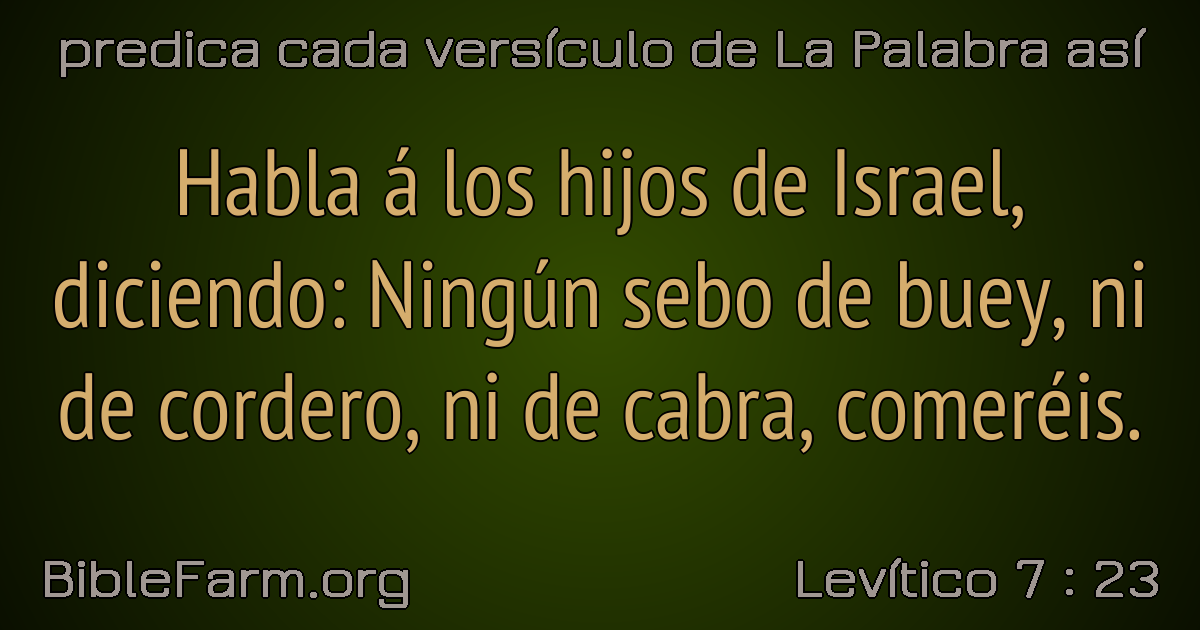 predica cada versículo de La Palabra así
Habla á los hijos de Israel,
diciendo: Ningún sebo de buey, ni
de cordero, ni de cabra, comeréis.
BibleFarm.org
Levítico 7 : 23